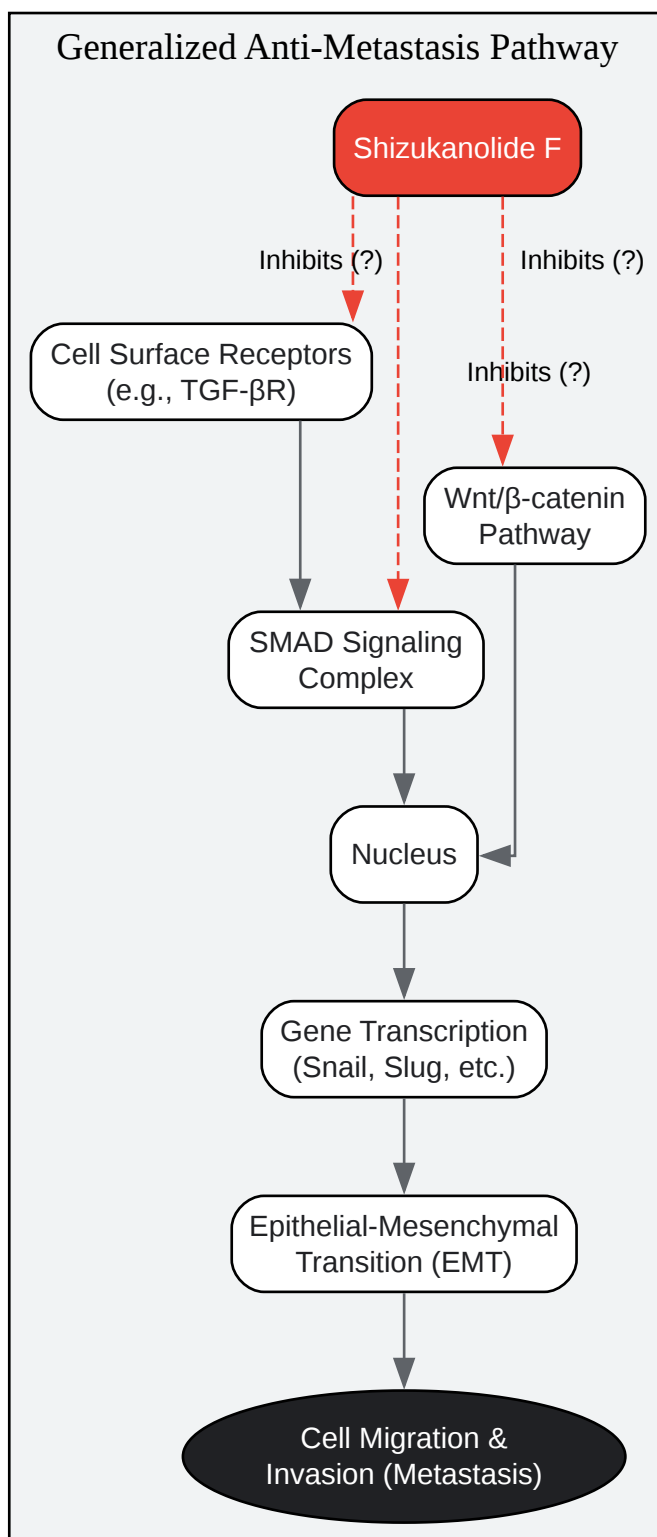 Generalized Anti-Metastasis Pathway
Shizukanolide F
Inhibits (?)
Inhibits (?)
Cell Surface Receptors
(e.g., TGF-βR)
Inhibits (?)
Wnt/β-catenin
Pathway
SMAD Signaling
Complex
Nucleus
Gene Transcription
(Snail, Slug, etc.)
Epithelial-Mesenchymal
Transition (EMT)
Cell Migration &
Invasion (Metastasis)